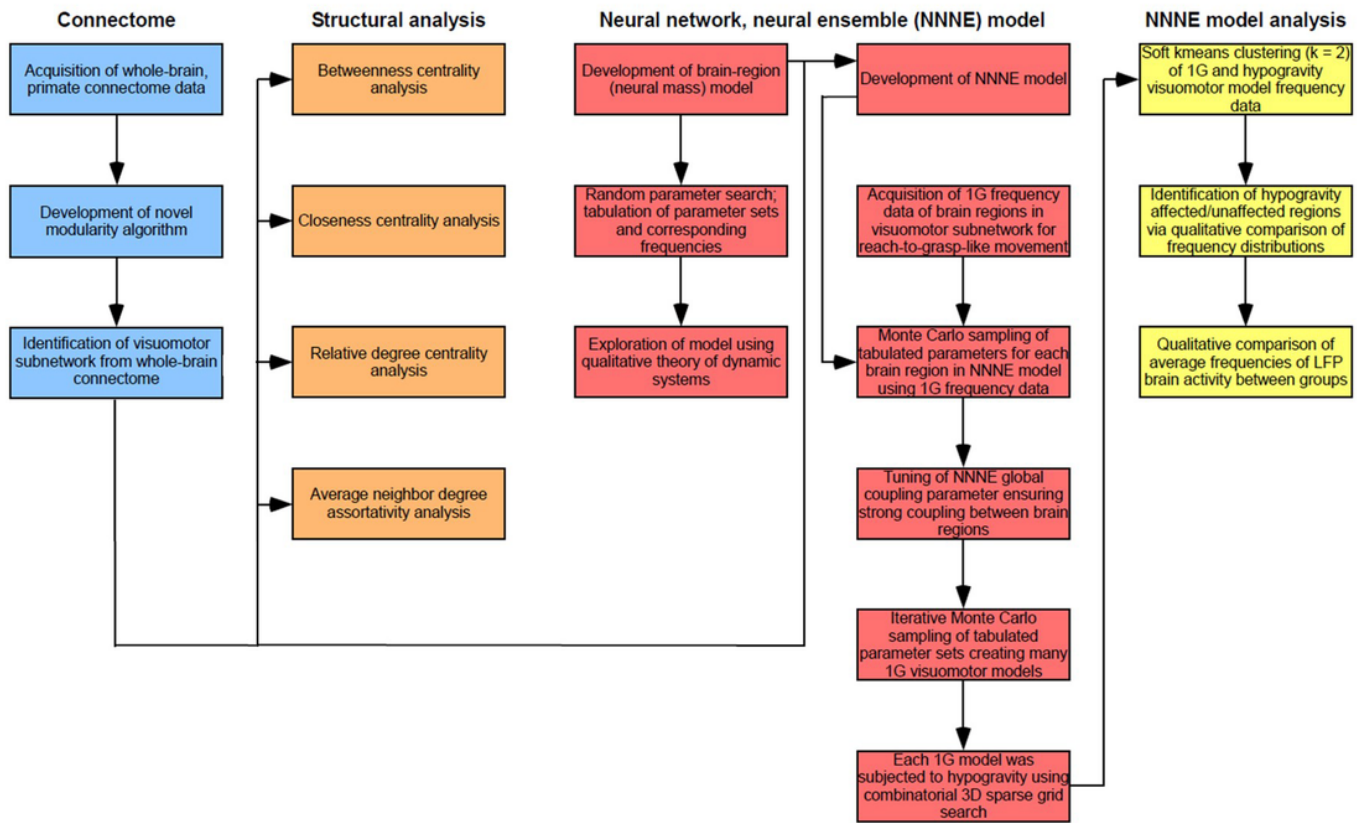 Connectome
Acquisition of whole-brain,
primate connectome data
Development of novel
modularity algorithm
Identification of visuomotor
subnetwork from whole-brain
connectome
Structural analysis
Betweenness centrality
analysis
Closeness centrality analysis
Relative degree centrality
analysis
Average neighbor degree
assortativity analysis
Neural network, neural ensemble (NNNE) model
Development of brain-region
(neural mass) model
Random parameter search;
tabulation of parameter sets
and corresponding
frequencies
Exploration of model using
qualitative theory of dynamic
systems
Development of NNNE model
Acquisition of 1G frequency
data of brain regions in
visuomotor subnetwork for
reach-to-grasp-like movement
Monte Carlo sampling of
tabulated parameters for each
brain region in NNNE model
using 1G frequency data
Tuning of NNNE global
coupling parameter ensuring
strong coupling between brain
regions
Iterative Monte Carlo
sampling of tabulated
parameter sets creating many
1G visuomotor models
Each 1G model was
subjected to hypogravity using
combinatorial 3D sparse grid
search
NNNE model analysis
Soft kmeans clustering (k = 2)
of 1G and hypogravity
visuomotor model frequency
data
Identification of hypogravity
affected/unaffected regions
via qualitative comparison of
frequency distributions
Qualitative comparison of
average frequencies of LFP
brain activity between groups